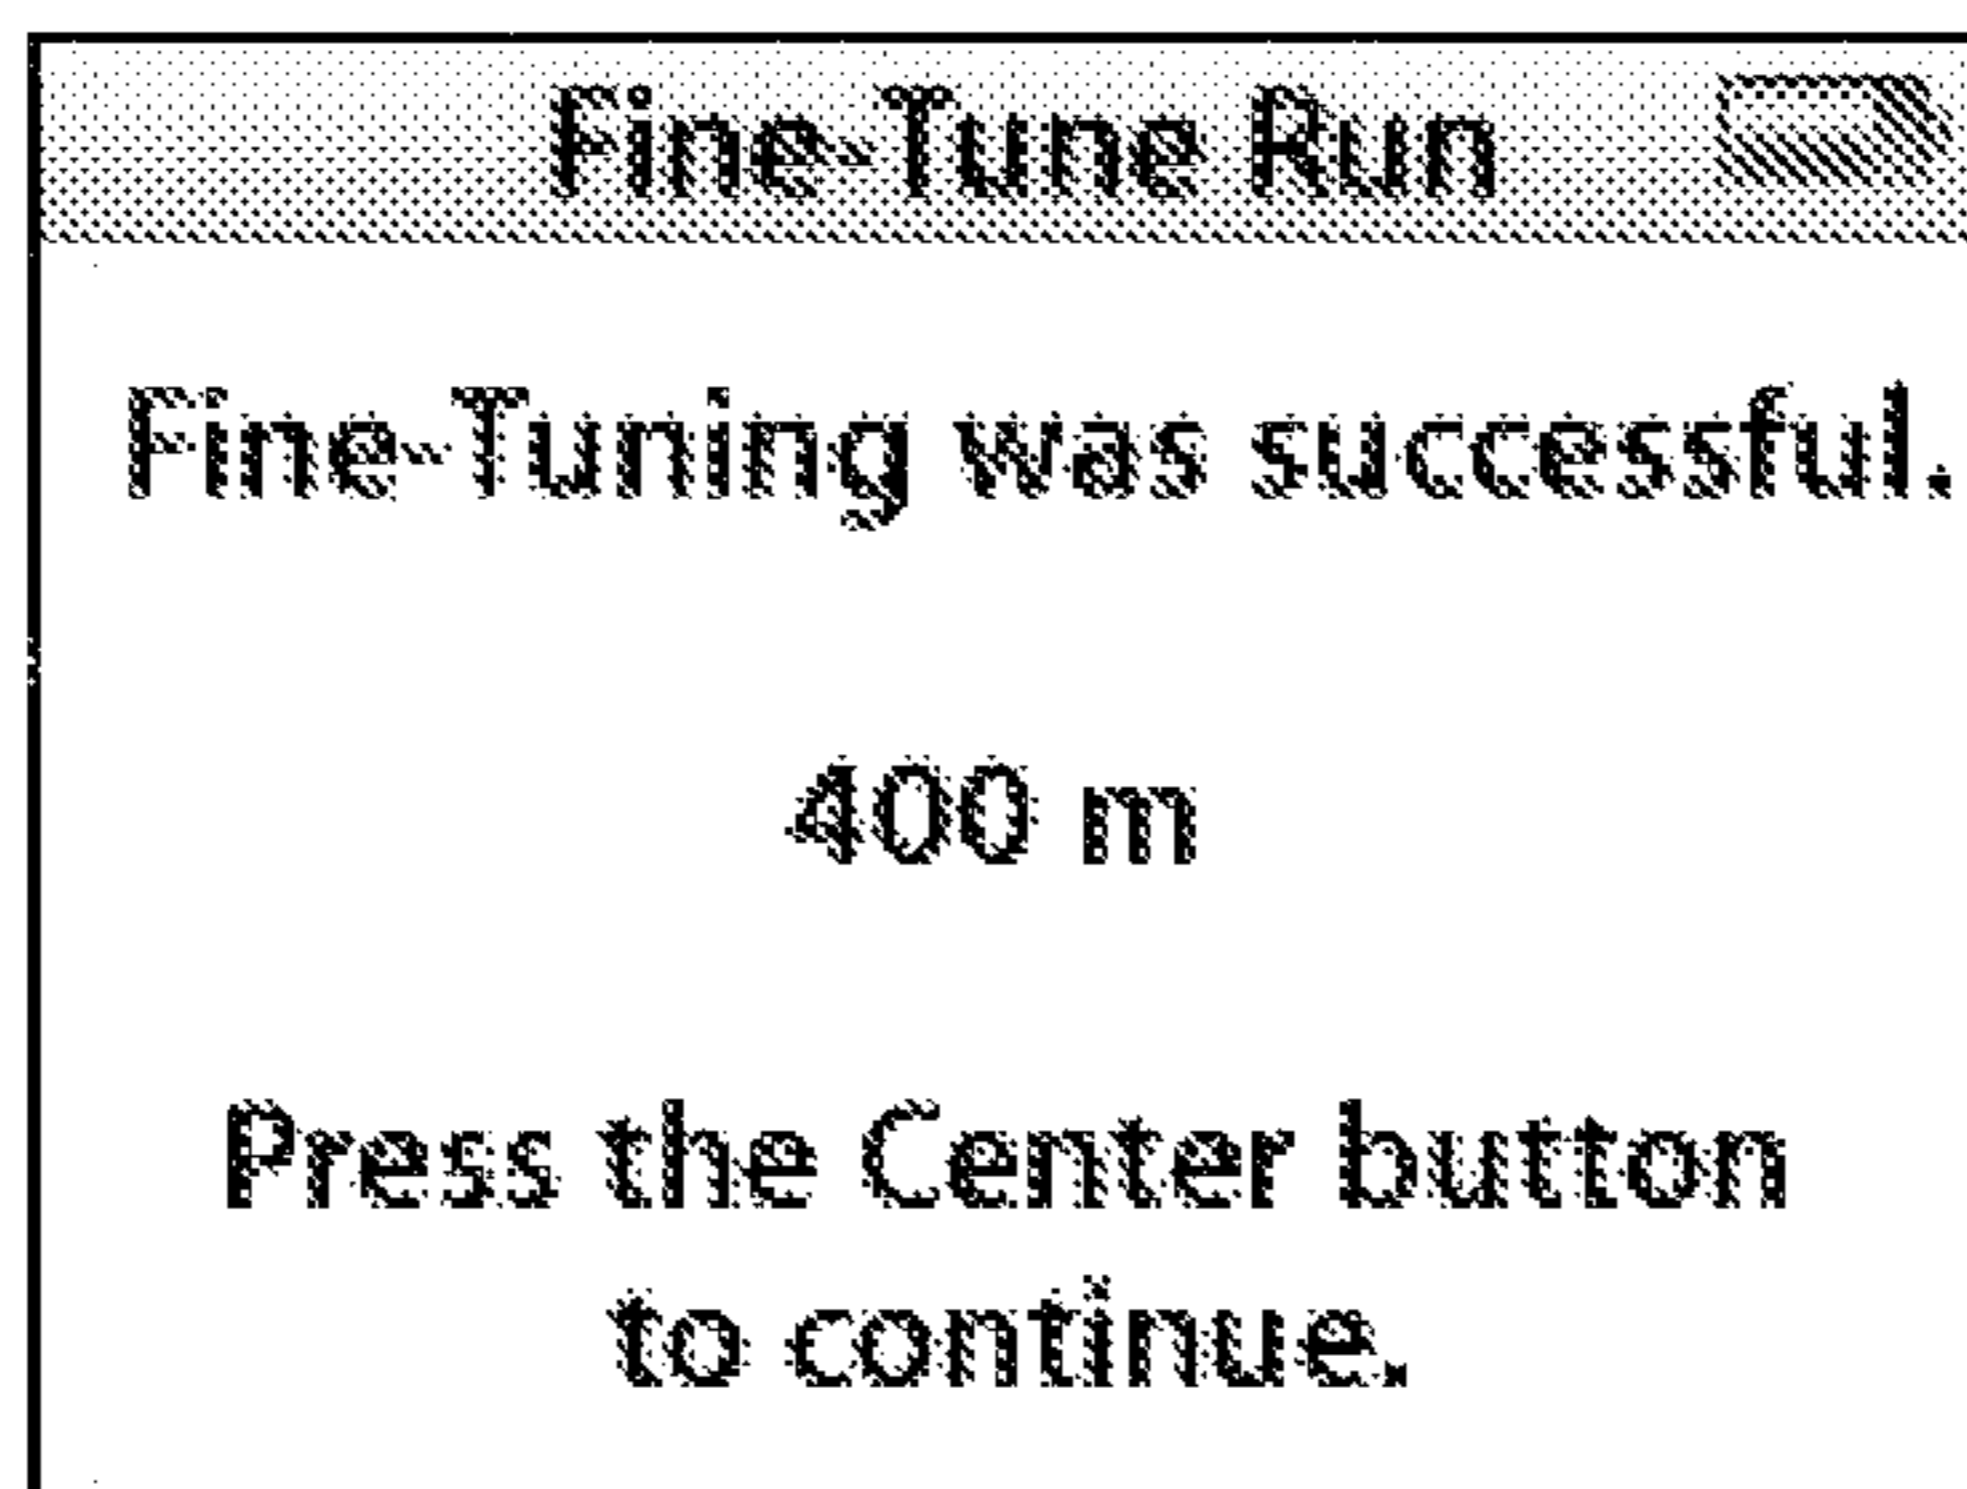 Fine-Tune Run
Fine-Tuning was successful.
400 m
Press the Center button
to continue.